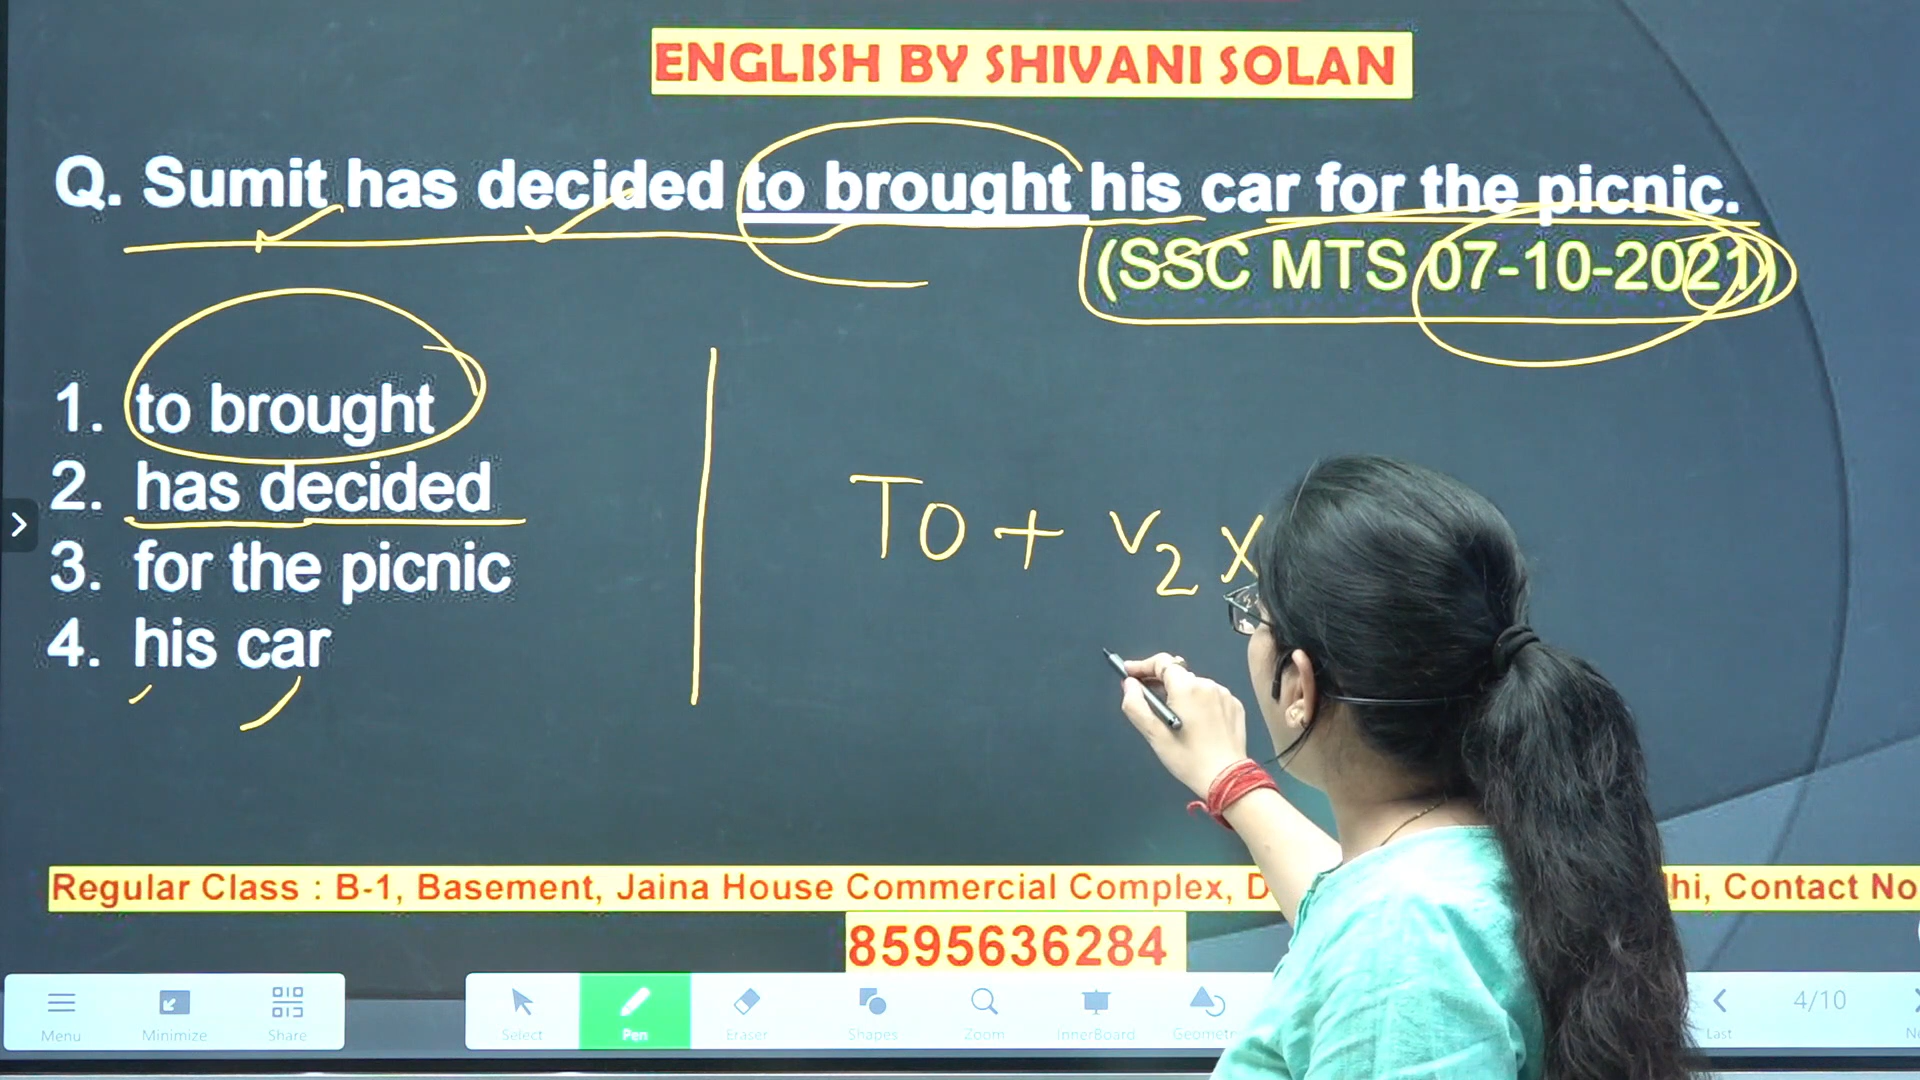 ENGLISH BY SHIVANI SOLAN
Q. Sumit has decided to brought his car for the picnic.
(SSC MTS 07-10-2021)
1. to brought
2. has decided
3. for the picnic
4. his car
TO + V2 x
Regular Class : B-1, Basement, Jaina House Commercial Complex, D hi, Contact No
8595636284
Menu Minimize Share Select Pen Eraser Shapes Zoom InnerBoard Geometr Last 4/10